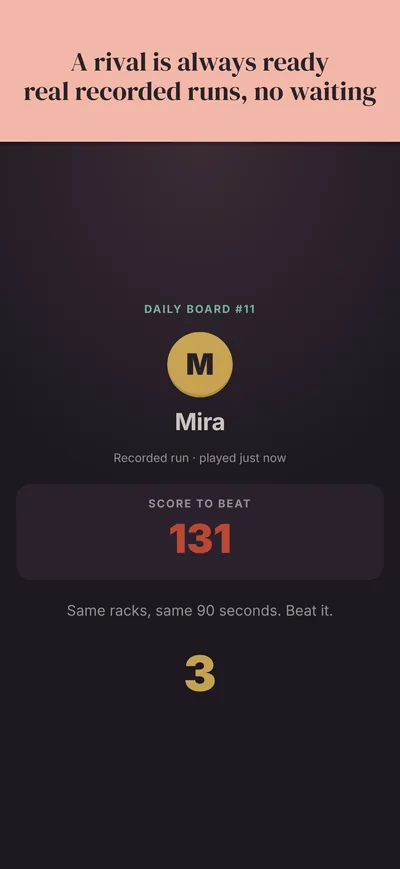 A rival is always ready
real recorded runs, no waiting
DAILY BOARD #11
M
Mira
Recorded run · played just now
SCORE TO BEAT
131
Same racks, same 90 seconds. Beat it.
3